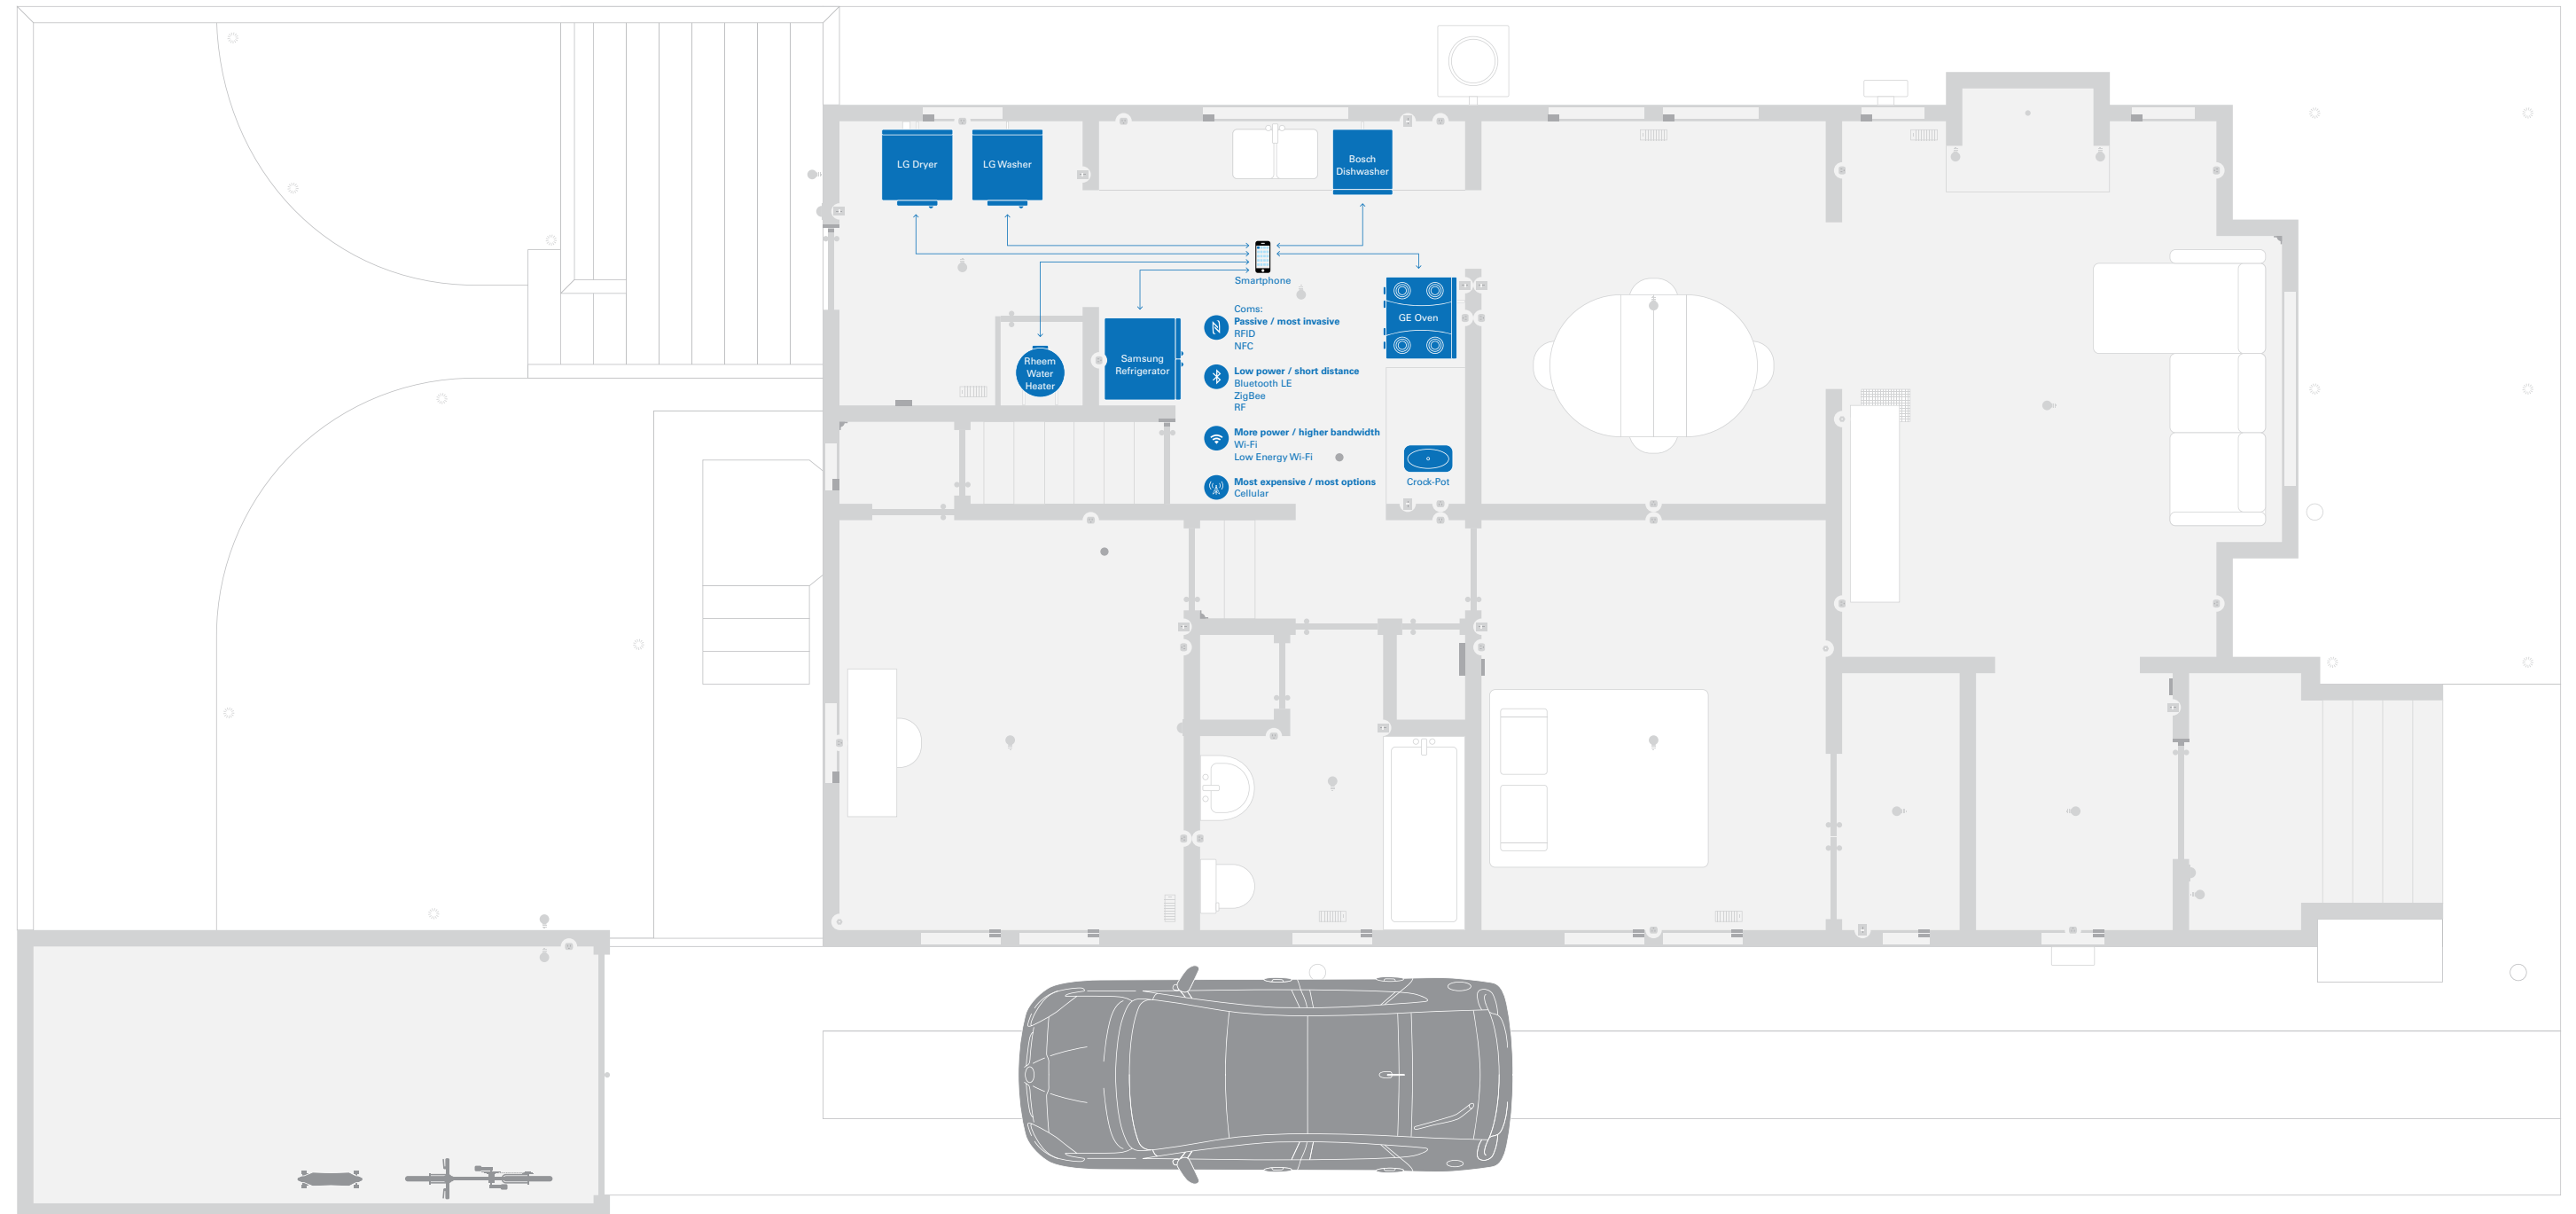 LG Dryer
LG Washer
Bosch
Dishwasher
Smartphone
GE Oven
Rheem
Water
Heater
Samsung
Refrigerator
Coms:
Passive / most invasive
RFID
NFC
Low power / short distance
Bluetooth LE
ZigBee
RF
More power / higher bandwidth
Wi-Fi
Low Energy Wi-Fi
Most expensive / most options
Cellular
Crock-Pot